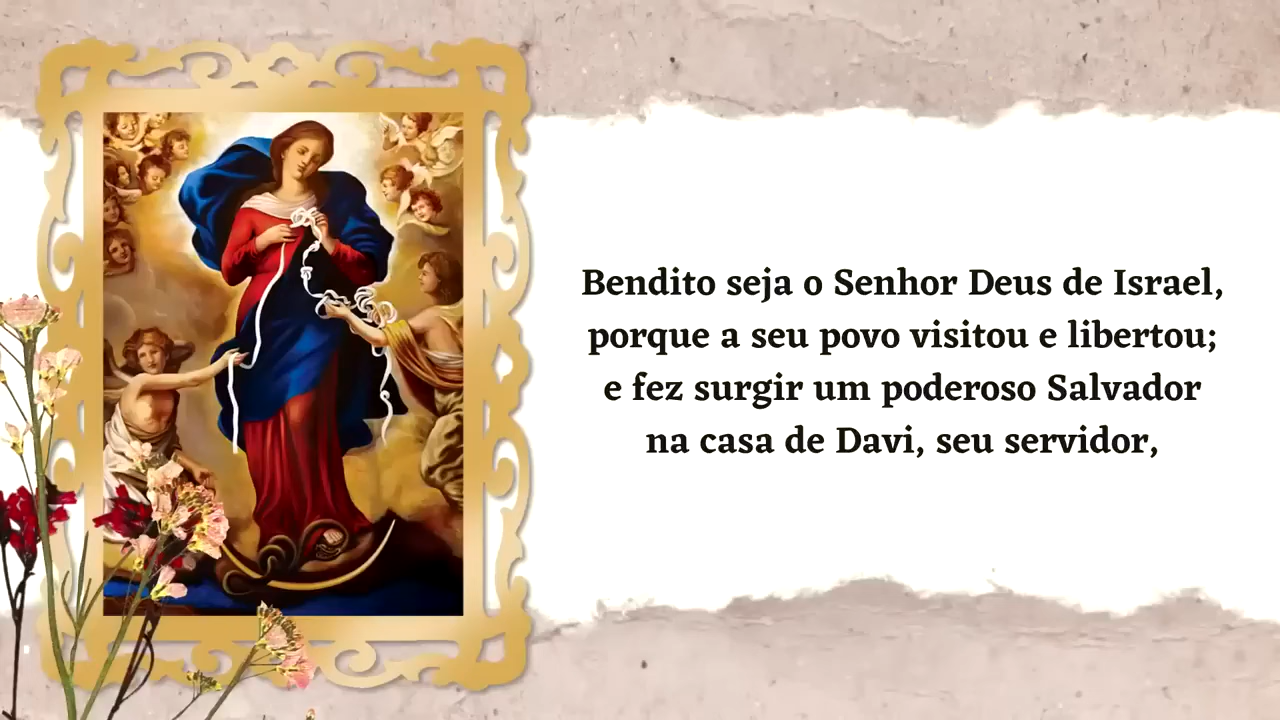 Bendito seja o Senhor Deus de Israel,
porque a seu povo visitou e libertou;
e fez surgir um poderoso Salvador
na casa de Davi, seu servidor,